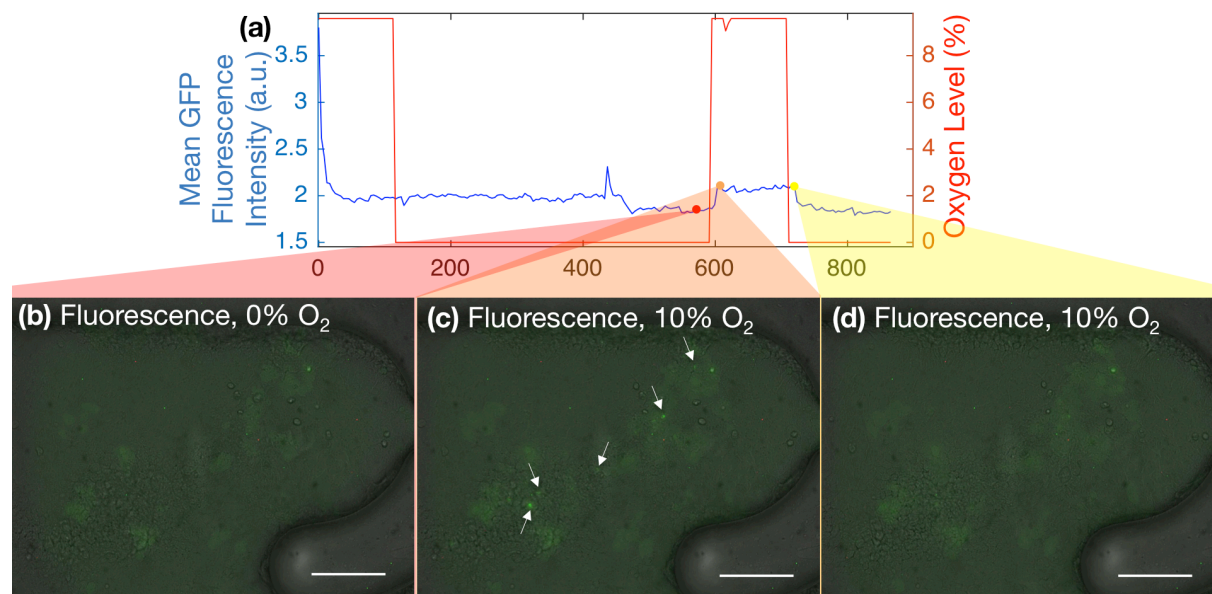 (a)
Mean GFP
Fluorescence
Intensity (a.u.)
3.5
3
2.5
2
1.5
8
6
4
2
0
Oxygen Level (%)
0 200 400 600 800
(b) Fluorescence, 0% O₂
(c) Fluorescence, 10% O₂
(d) Fluorescence, 10% O₂